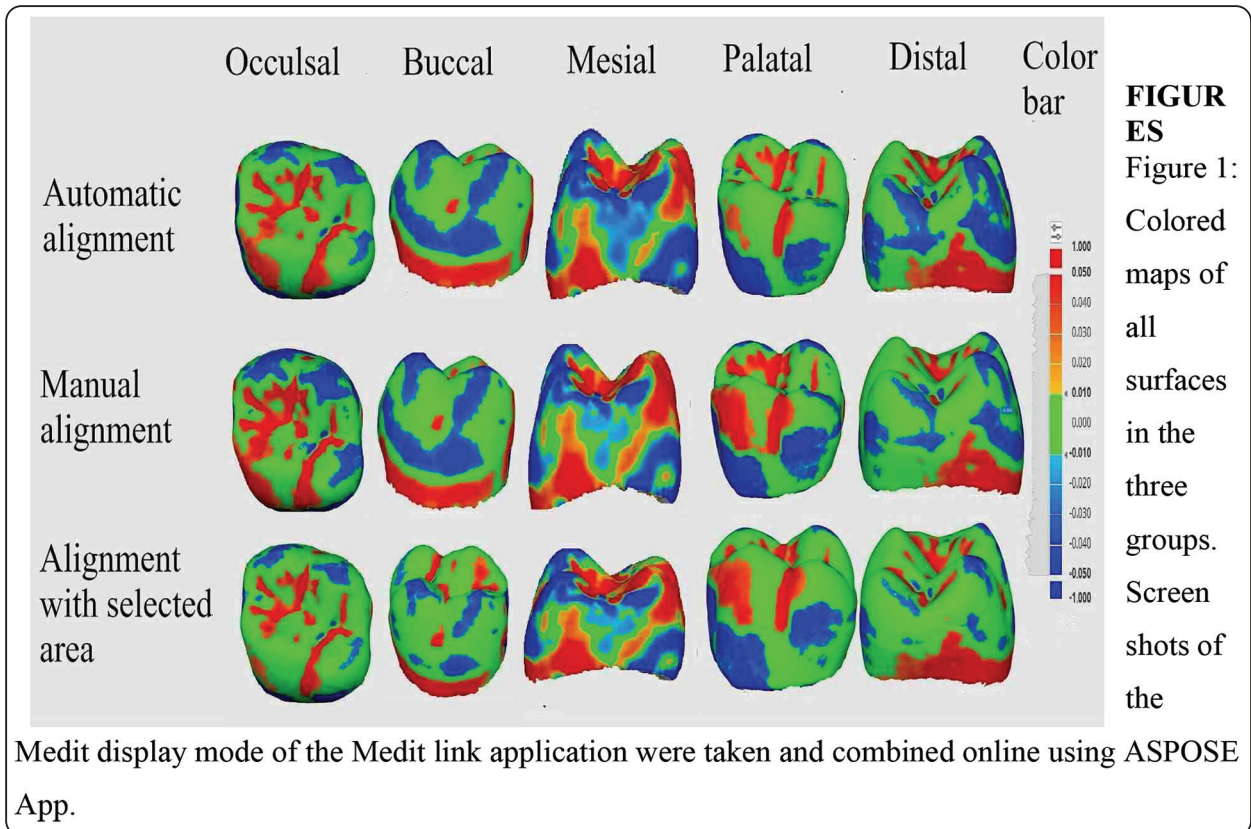 Occulsal Buccal Mesial Palatal Distal Color
bar
Automatic
alignment
Manual
alignment
Alignment
with selected
area
1.000
0.050
0.040
0.030
0.020
0.010
0.000
-0.010
-0.030
-0.040
-0.050
-1.000
FIGUR
ES
Figure 1:
Colored
maps of
all
surfaces
in the
three
groups.
Screen
shots of
the
Medit display mode of the Medit link application were taken and combined online using ASPOSE
App.